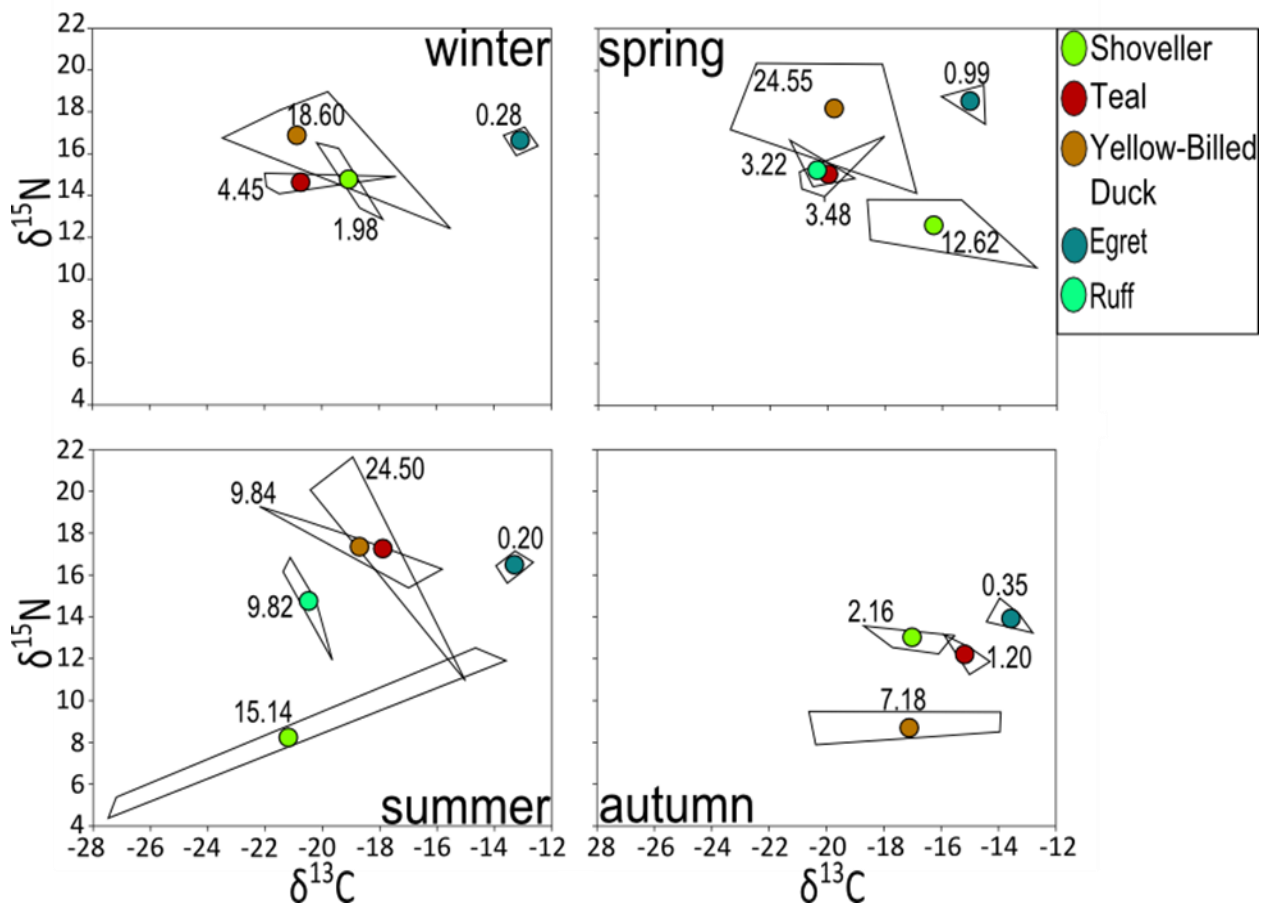 22
20
18
16
14
12
10
8
6
4
δ15N
winter
18.60
0.28
4.45
1.98
spring
24.55
0.99
3.22
3.48
12.62
Shoveller
Teal
Yellow-Billed
Duck
Egret
Ruff
22
20
18
16
14
12
10
8
6
4
δ15N
9.84
24.50
0.20
9.82
15.14
summer
-28 -26 -24 -22 -20 -18 -16 -14 -12
δ13C
2.16
0.35
1.20
7.18
autumn
28 -26 -24 -22 -20 -18 -16 -14 -12
δ13C